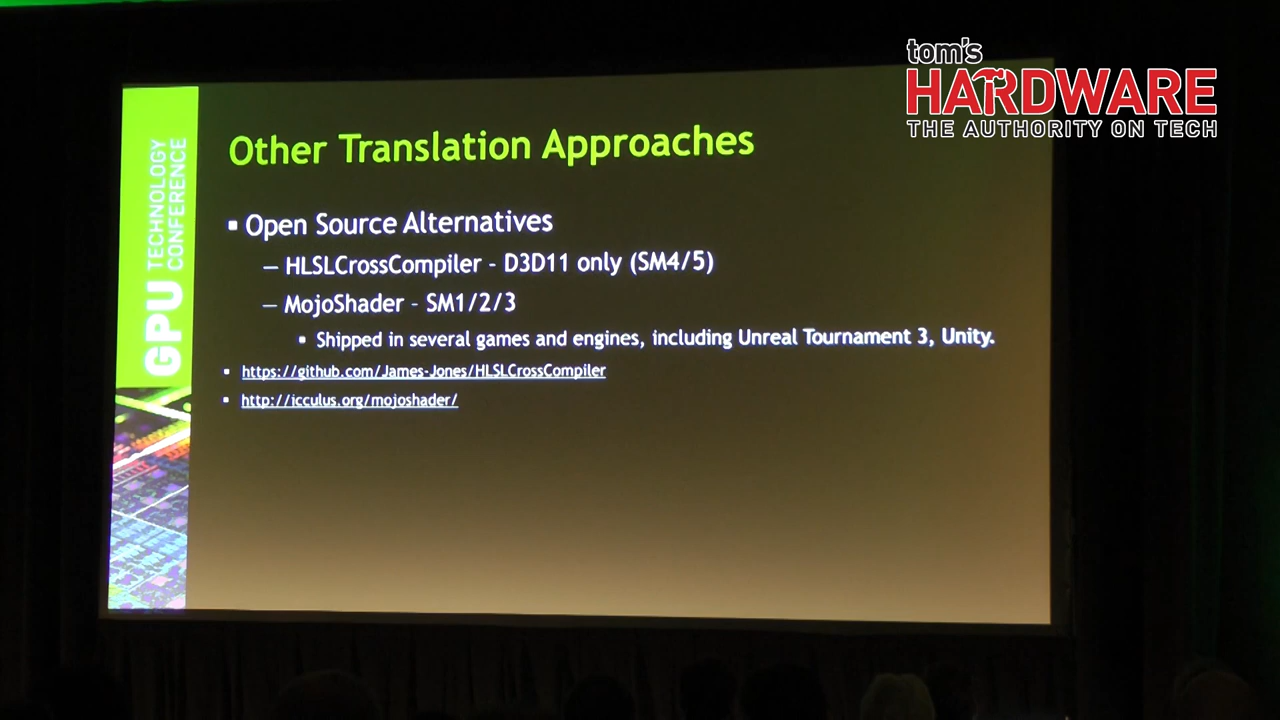 tom's
HARDWARE
THE AUTHORITY ON TECH
GPU TECHNOLOGY
CONFERENCE
Other Translation Approaches
▪ Open Source Alternatives
– HLSLCrossCompiler - D3D11 only (SM4/5)
– MojoShader - SM1/2/3
▪ Shipped in several games and engines, including Unreal Tournament 3, Unity.
▪ https://github.com/James-Jones/HLSLCrossCompiler
▪ http://icculus.org/mojoshader/